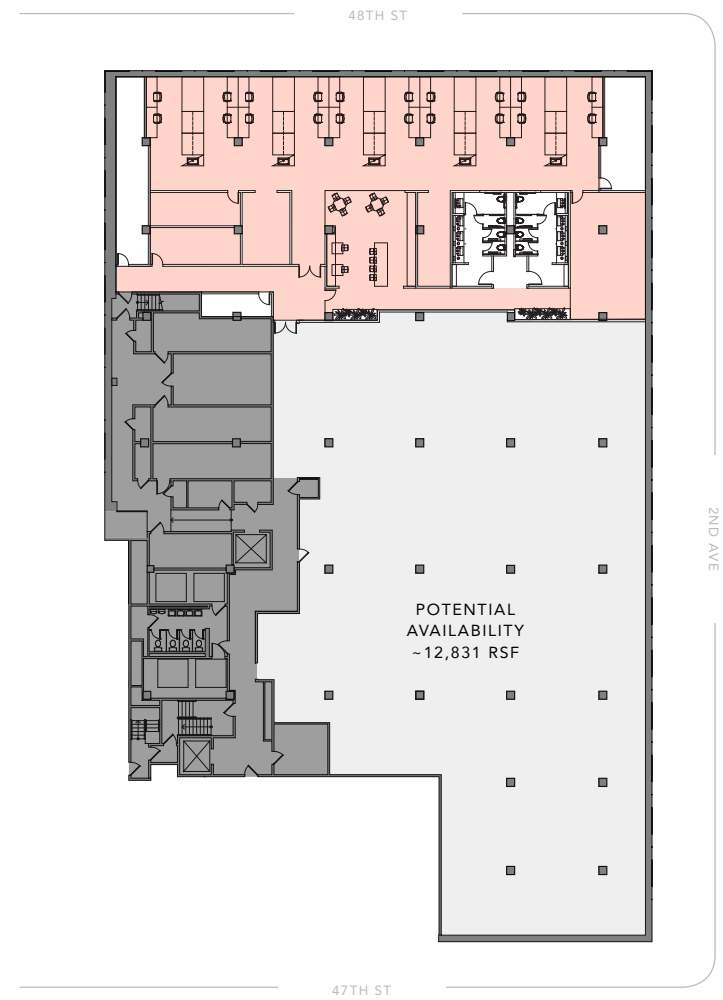 48TH ST
2ND AVE
POTENTIAL
AVAILABILITY
~12,831 RSF
47TH ST